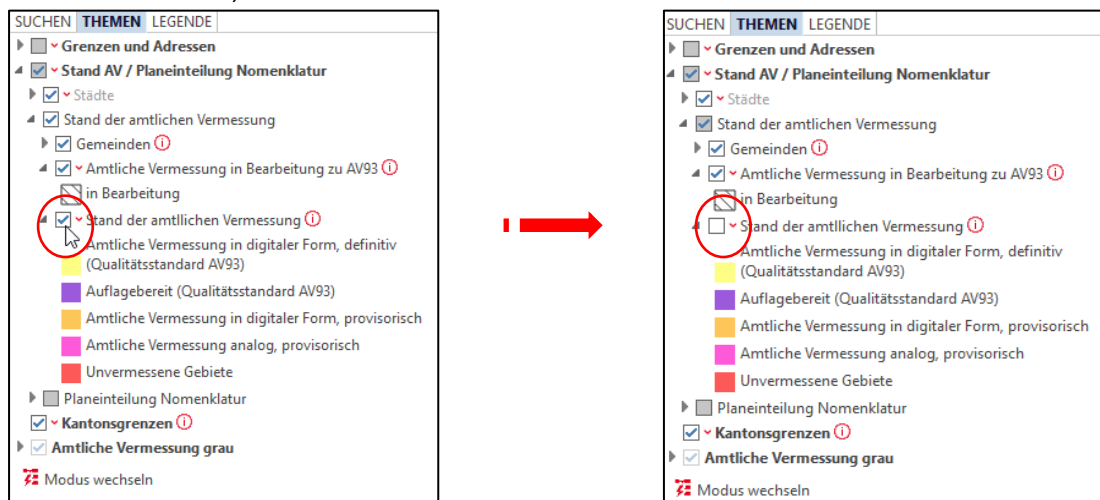 SUCHEN THEMEN LEGENDE
Grenzen und Adressen
Stand AV / Planeinteilung Nomenklatur
Städte
Stand der amtlichen Vermessung
Gemeinden
Amtliche Vermessung in Bearbeitung zu AV93
in Bearbeitung
Stand der amtllichen Vermessung
Amtliche Vermessung in digitaler Form, definitiv
(Qualitätsstandard AV93)
Auflagebereit (Qualitätsstandard AV93)
Amtliche Vermessung in digitaler Form, provisorisch
Amtliche Vermessung analog, provisorisch
Unvermessene Gebiete
Planeinteilung Nomenklatur
Kantonsgrenzen
Amtliche Vermessung grau
Modus wechseln
SUCHEN THEMEN LEGENDE
Grenzen und Adressen
Stand AV / Planeinteilung Nomenklatur
Städte
Stand der amtlichen Vermessung
Gemeinden
Amtliche Vermessung in Bearbeitung zu AV93
in Bearbeitung
Stand der amtllichen Vermessung
Amtliche Vermessung in digitaler Form, definitiv
(Qualitätsstandard AV93)
Auflagebereit (Qualitätsstandard AV93)
Amtliche Vermessung in digitaler Form, provisorisch
Amtliche Vermessung analog, provisorisch
Unvermessene Gebiete
Planeinteilung Nomenklatur
Kantonsgrenzen
Amtliche Vermessung grau
Modus wechseln